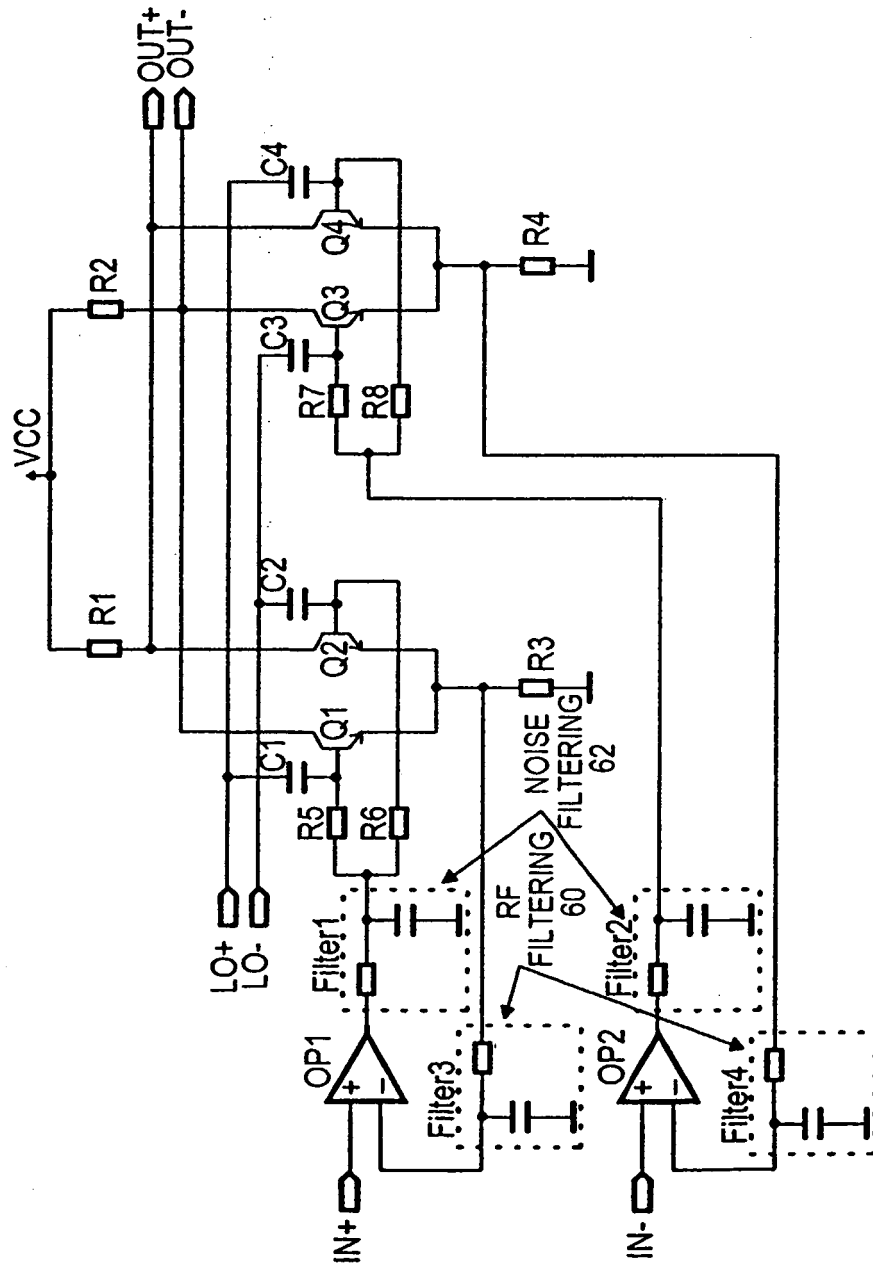 VCC
R1
R2
OUT+
OUT-
LO+
LO-
C1
C2
C3
C4
Q1
Q2
Q3
Q4
R5
R6
R7
R8
R3
R4
Filter1
OP1
+
-
IN+
Filter3
RF
FILTERING
60
NOISE
FILTERING
62
Filter2
OP2
+
-
IN-
Filter4